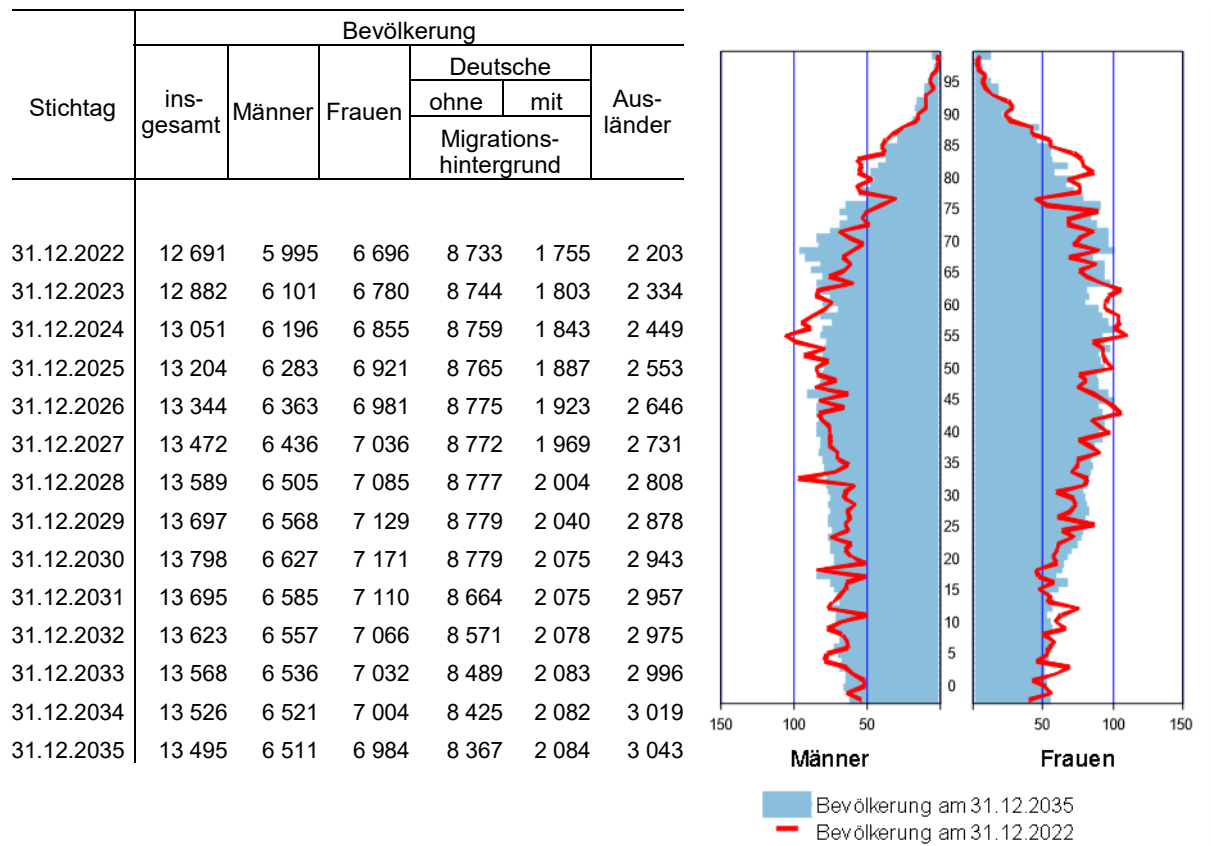 Bevölkerung
Deutsche
Stichtag ins-gesamt Männer Frauen ohne mit Aus-länder
Migrations-
hintergrund
31.12.2022 12 691 5 995 6 696 8 733 1 755 2 203
31.12.2023 12 882 6 101 6 780 8 744 1 803 2 334
31.12.2024 13 051 6 196 6 855 8 759 1 843 2 449
31.12.2025 13 204 6 283 6 921 8 765 1 887 2 553
31.12.2026 13 344 6 363 6 981 8 775 1 923 2 646
31.12.2027 13 472 6 436 7 036 8 772 1 969 2 731
31.12.2028 13 589 6 505 7 085 8 777 2 004 2 808
31.12.2029 13 697 6 568 7 129 8 779 2 040 2 878
31.12.2030 13 798 6 627 7 171 8 779 2 075 2 943
31.12.2031 13 695 6 585 7 110 8 664 2 075 2 957
31.12.2032 13 623 6 557 7 066 8 571 2 078 2 975
31.12.2033 13 568 6 536 7 032 8 489 2 083 2 996
31.12.2034 13 526 6 521 7 004 8 425 2 082 3 019
31.12.2035 13 495 6 511 6 984 8 367 2 084 3 043
95
90
85
80
75
70
65
60
55
50
45
40
35
30
25
20
15
10
5
0
150 100 50 50 100 150
Männer Frauen
Bevölkerung am 31.12.2035
Bevölkerung am 31.12.2022